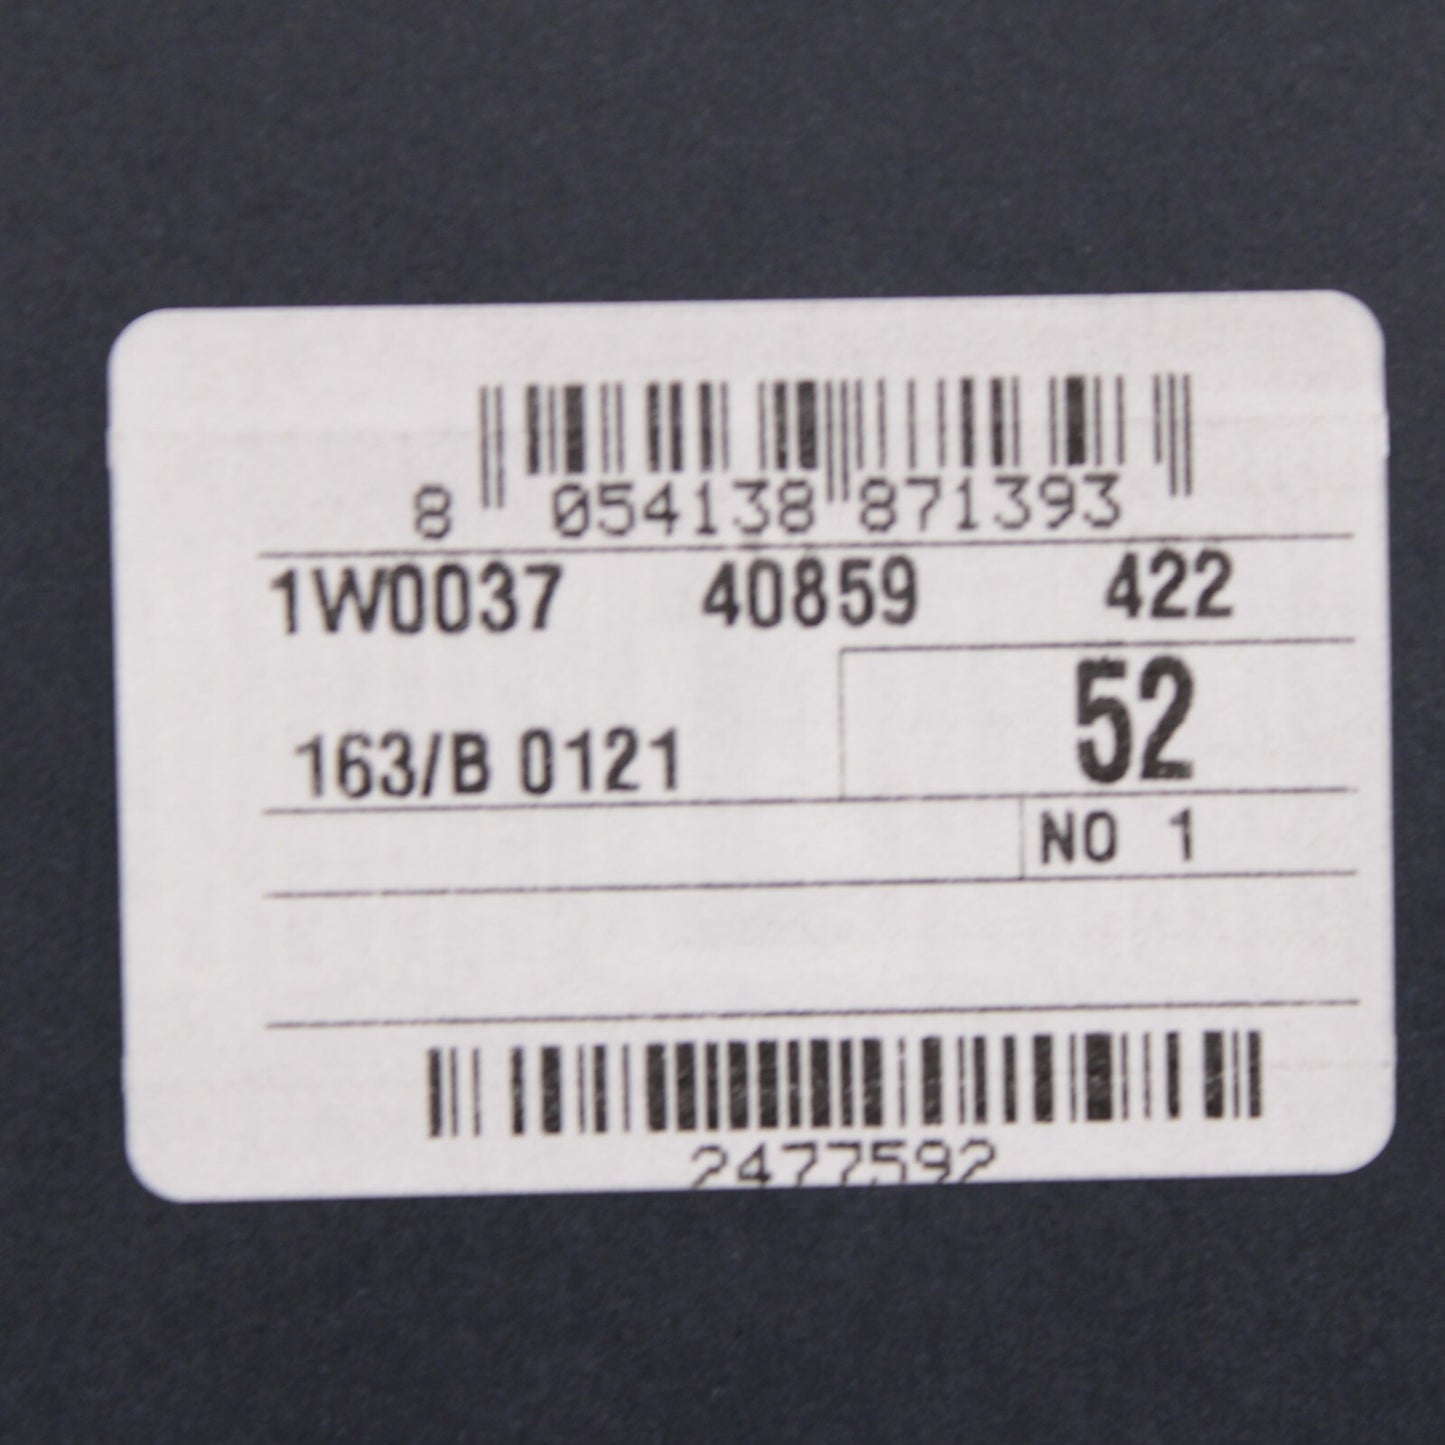 8 054138 871393
1W0037 40859 422
52
163/B 0121
NO 1
2477592